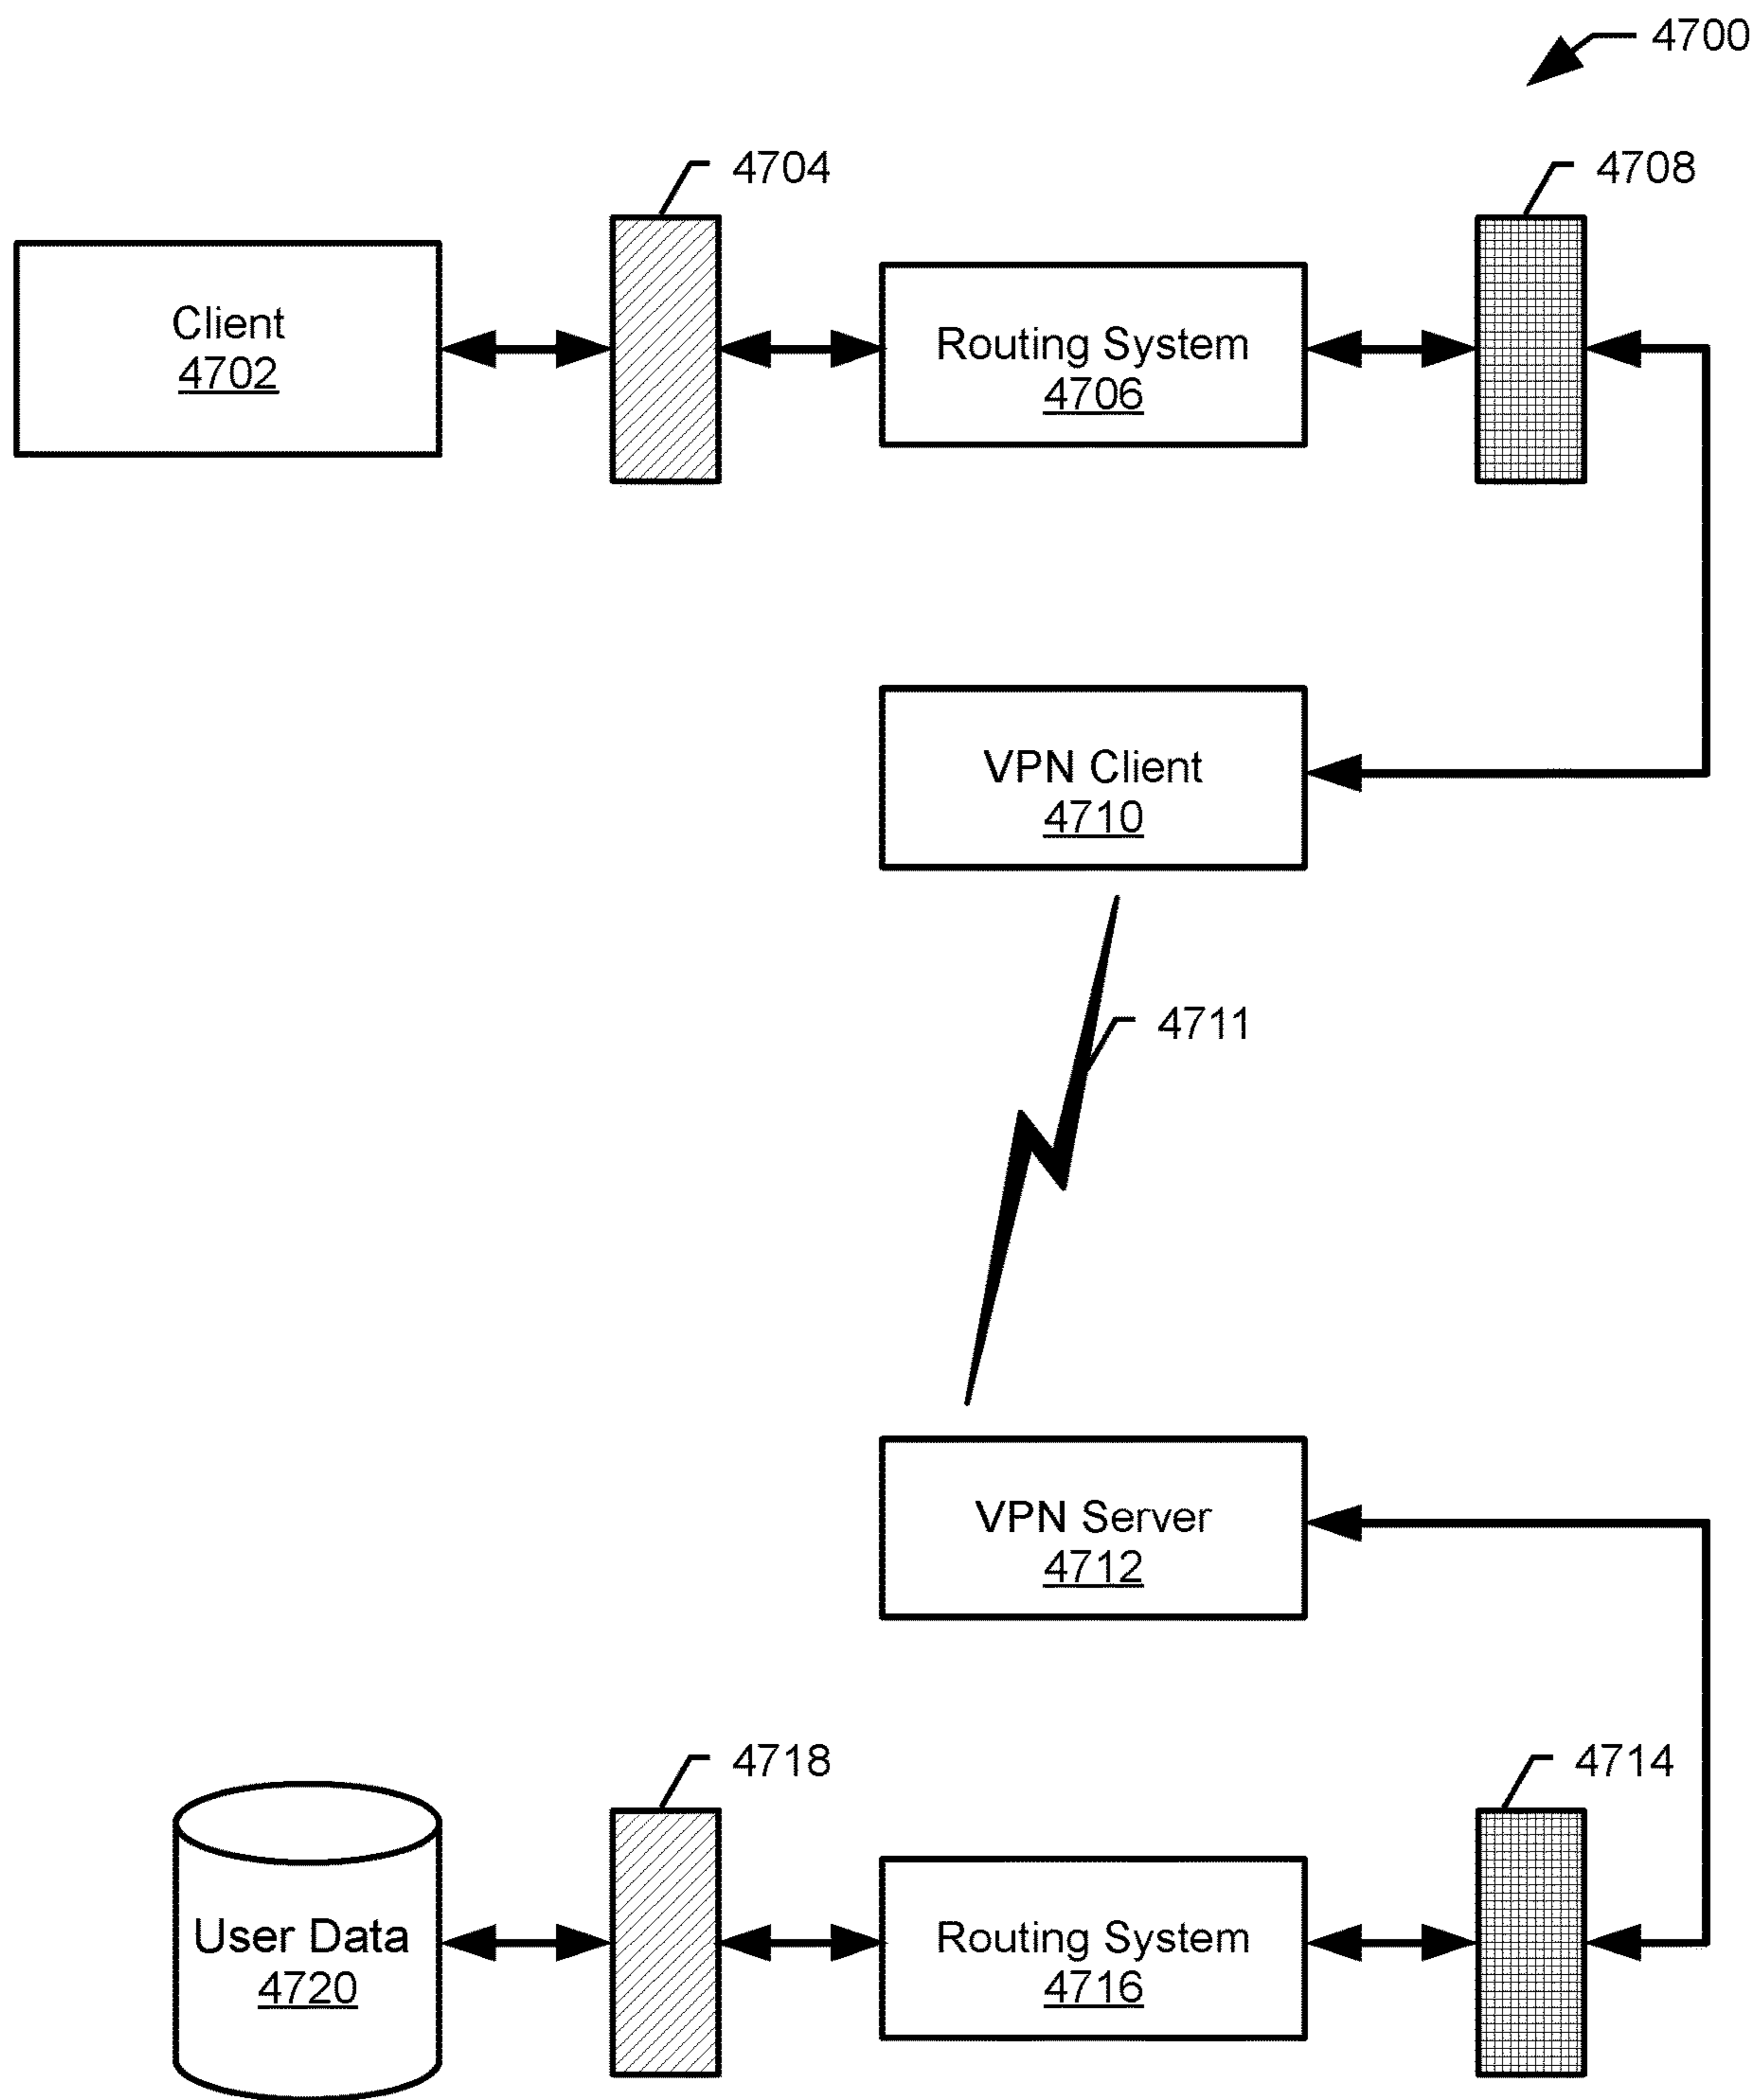 4700
4704
4708
Client
4702
Routing System
4706
VPN Client
4710
4711
VPN Server
4712
4718
4714
User Data
4720
Routing System
4716